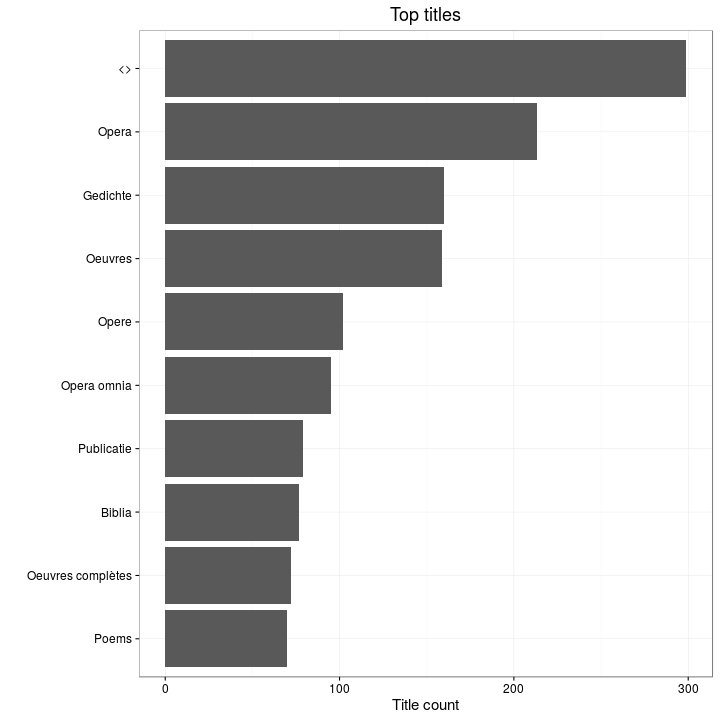 Top titles
<>
Opera
Gedichte
Oeuvres
Opere
Opera omnia
Publicatie
Biblia
Oeuvres complètes
Poems
0 100 200 300
Title count